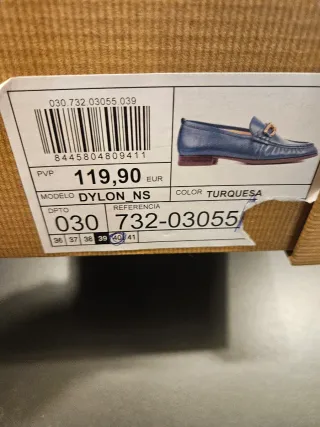 030.732.03055.039
8445804809411
PVP 119,90 EUR
MODELO DYLON_NS COLOR TURQUESA
DPTO REFERENCIA
030 732-03055
36 37 38 39 40 41